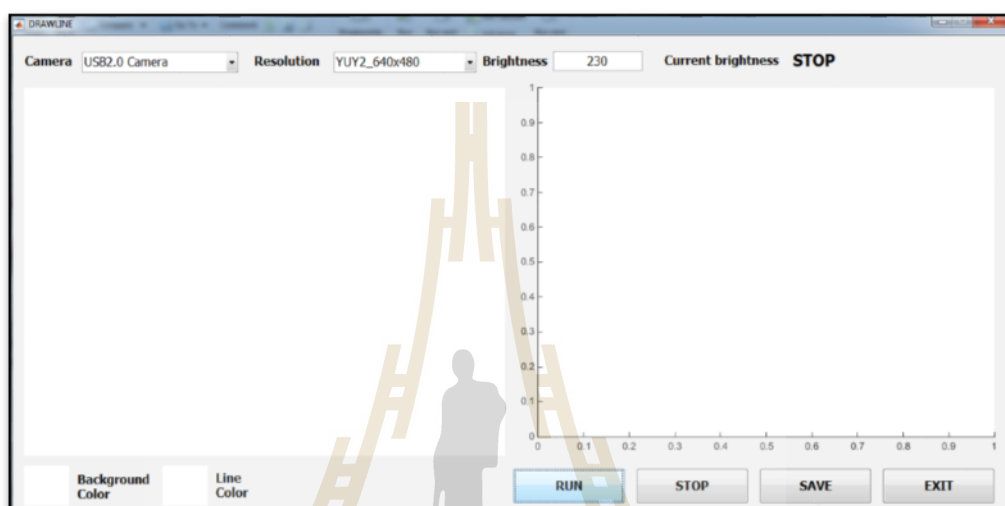 DRAWLINE
Camera USB2.0 Camera Resolution YUY2_640x480 Brightness 230 Current brightness STOP
1
0.9
0.8
0.7
0.6
0.5
0.4
0.3
0.2
0.1
0
0 0.1 0.2 0.3 0.4 0.5 0.6 0.7 0.8 0.9 1
Background
Color
Line
Color
RUN STOP SAVE EXIT